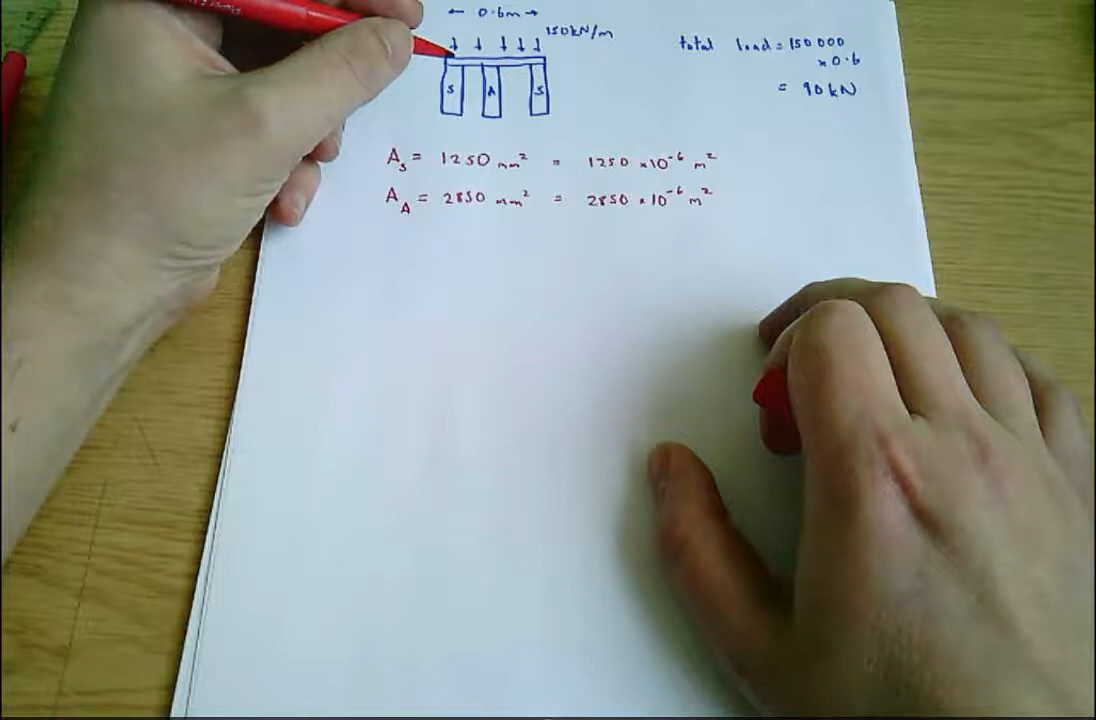 ← 0.6m →
150kN/m
S A S
total load = 150 000
× 0.6
= 90 kN
A_S = 1250 mm² = 1250 ×10⁻⁶ m²
A_A = 2850 mm² = 2850 ×10⁻⁶ m²